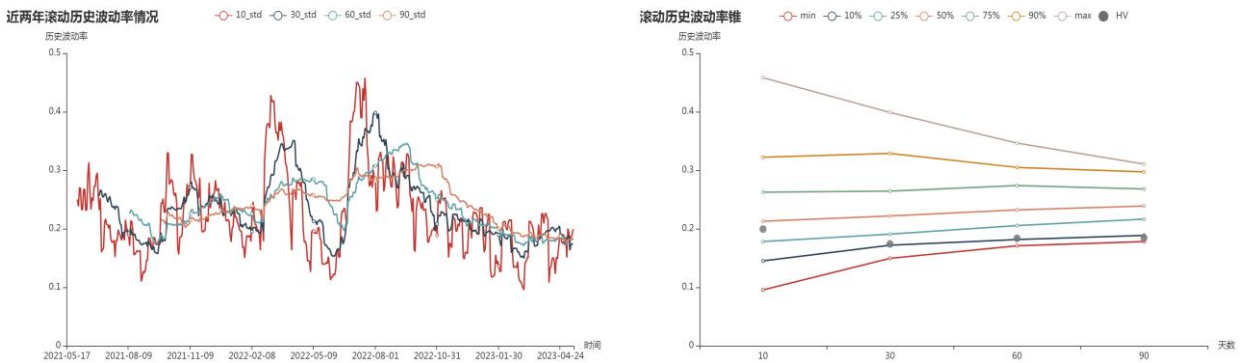 近两年滚动历史波动率情况
10_std 30_std 60_std 90_std
历史波动率
0.5
0.4
0.3
0.2
0.1
0
2021-05-17 2021-08-09 2021-11-09 2022-02-08 2022-05-09 2022-08-01 2022-10-31 2023-01-30 2023-04-24
时间
滚动历史波动率锥
min 10% 25% 50% 75% 90% max HV
历史波动率
0.5
0.4
0.3
0.2
0.1
0
10 30 60 90
天数